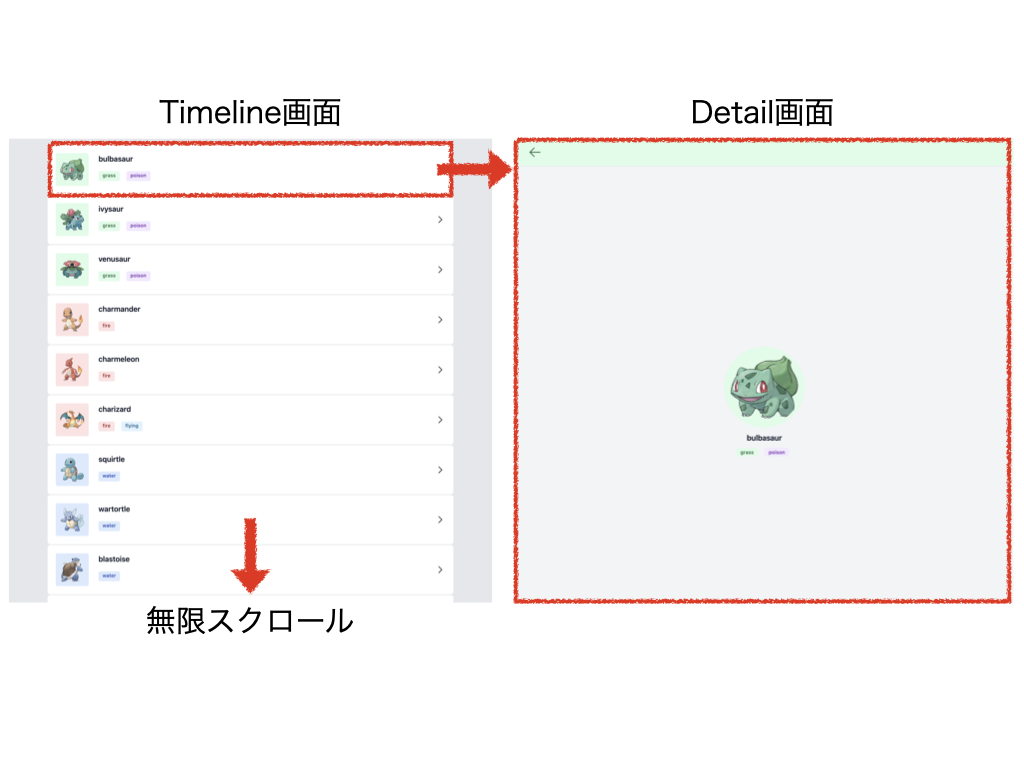 Timeline画面
bulbasaur
grass poison
ivysaur
grass poison
venusaur
grass poison
charmander
fire
charmeleon
fire
charizard
fire flying
squirtle
water
wartortle
water
blastoise
water
無限スクロール
Detail画面
bulbasaur
grass poison